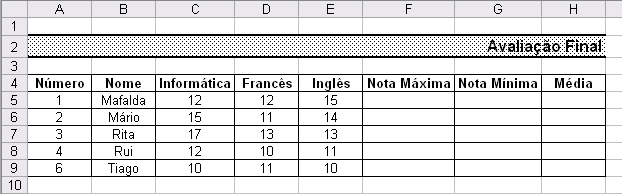 A B C D E F G H
1
2 Avaliação Final
3
4 Número Nome Informática Francês Inglês Nota Máxima Nota Mínima Média
5 1 Mafalda 12 12 15
6 2 Mário 15 11 14
7 3 Rita 17 13 13
8 4 Rui 12 10 11
9 6 Tiago 10 11 10
10